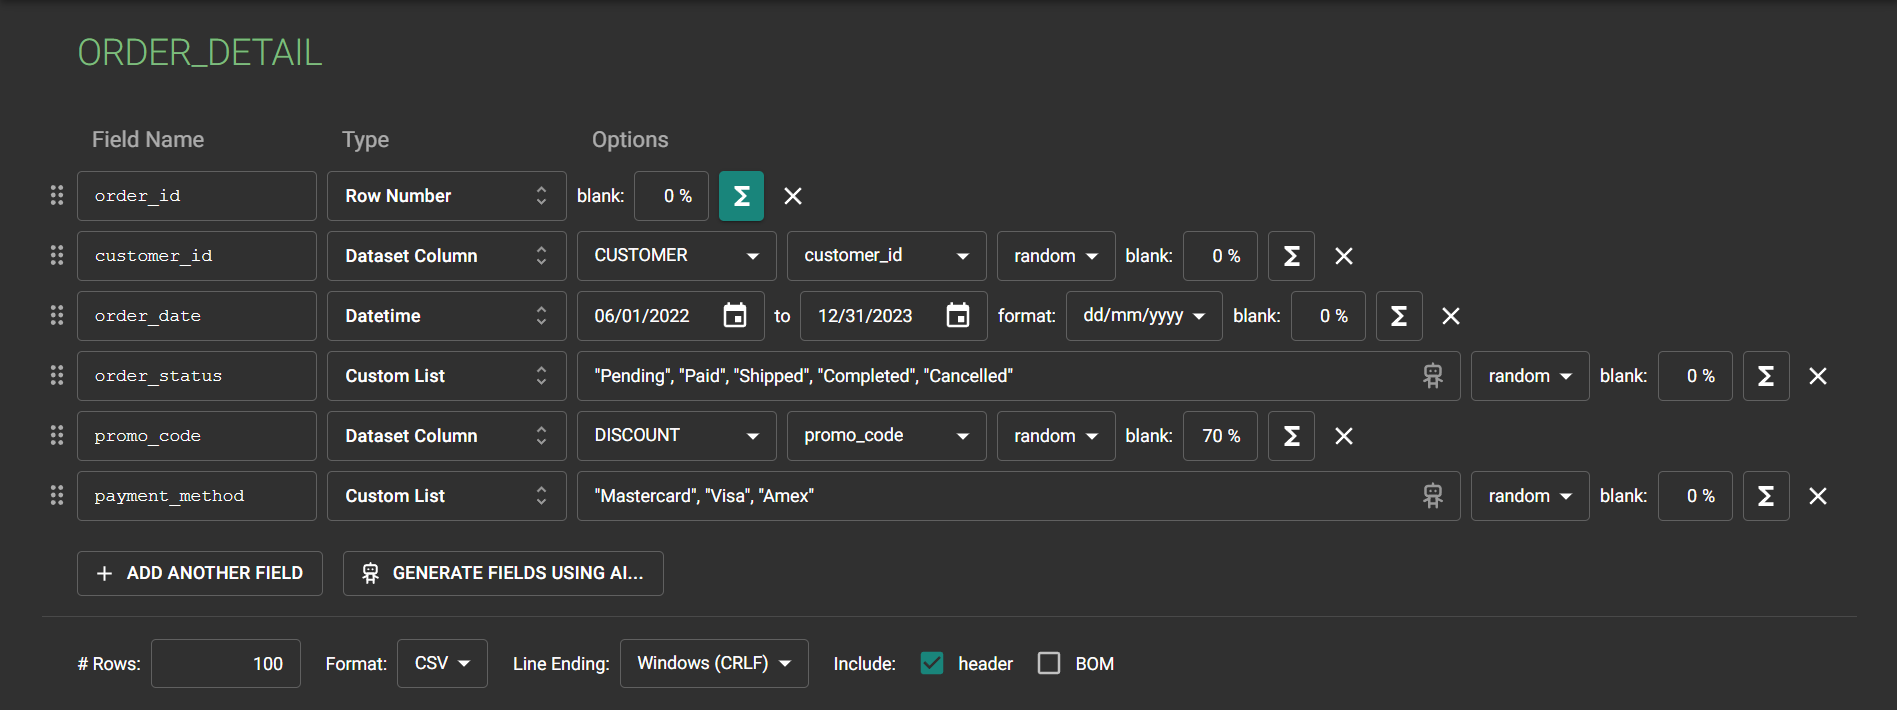 ORDER_DETAIL
Field Name Type Options
order_id Row Number blank: 0 % Σ
customer_id Dataset Column CUSTOMER customer_id random blank: 0 % Σ
order_date Datetime 06/01/2022 to 12/31/2023 format: dd/mm/yyyy blank: 0 % Σ
order_status Custom List "Pending", "Paid", "Shipped", "Completed", "Cancelled" random blank: 0 % Σ
promo_code Dataset Column DISCOUNT promo_code random blank: 70 % Σ
payment_method Custom List "Mastercard", "Visa", "Amex" random blank: 0 % Σ
+ ADD ANOTHER FIELD GENERATE FIELDS USING AI...
# Rows: 100 Format: CSV Line Ending: Windows (CRLF) Include: header BOM